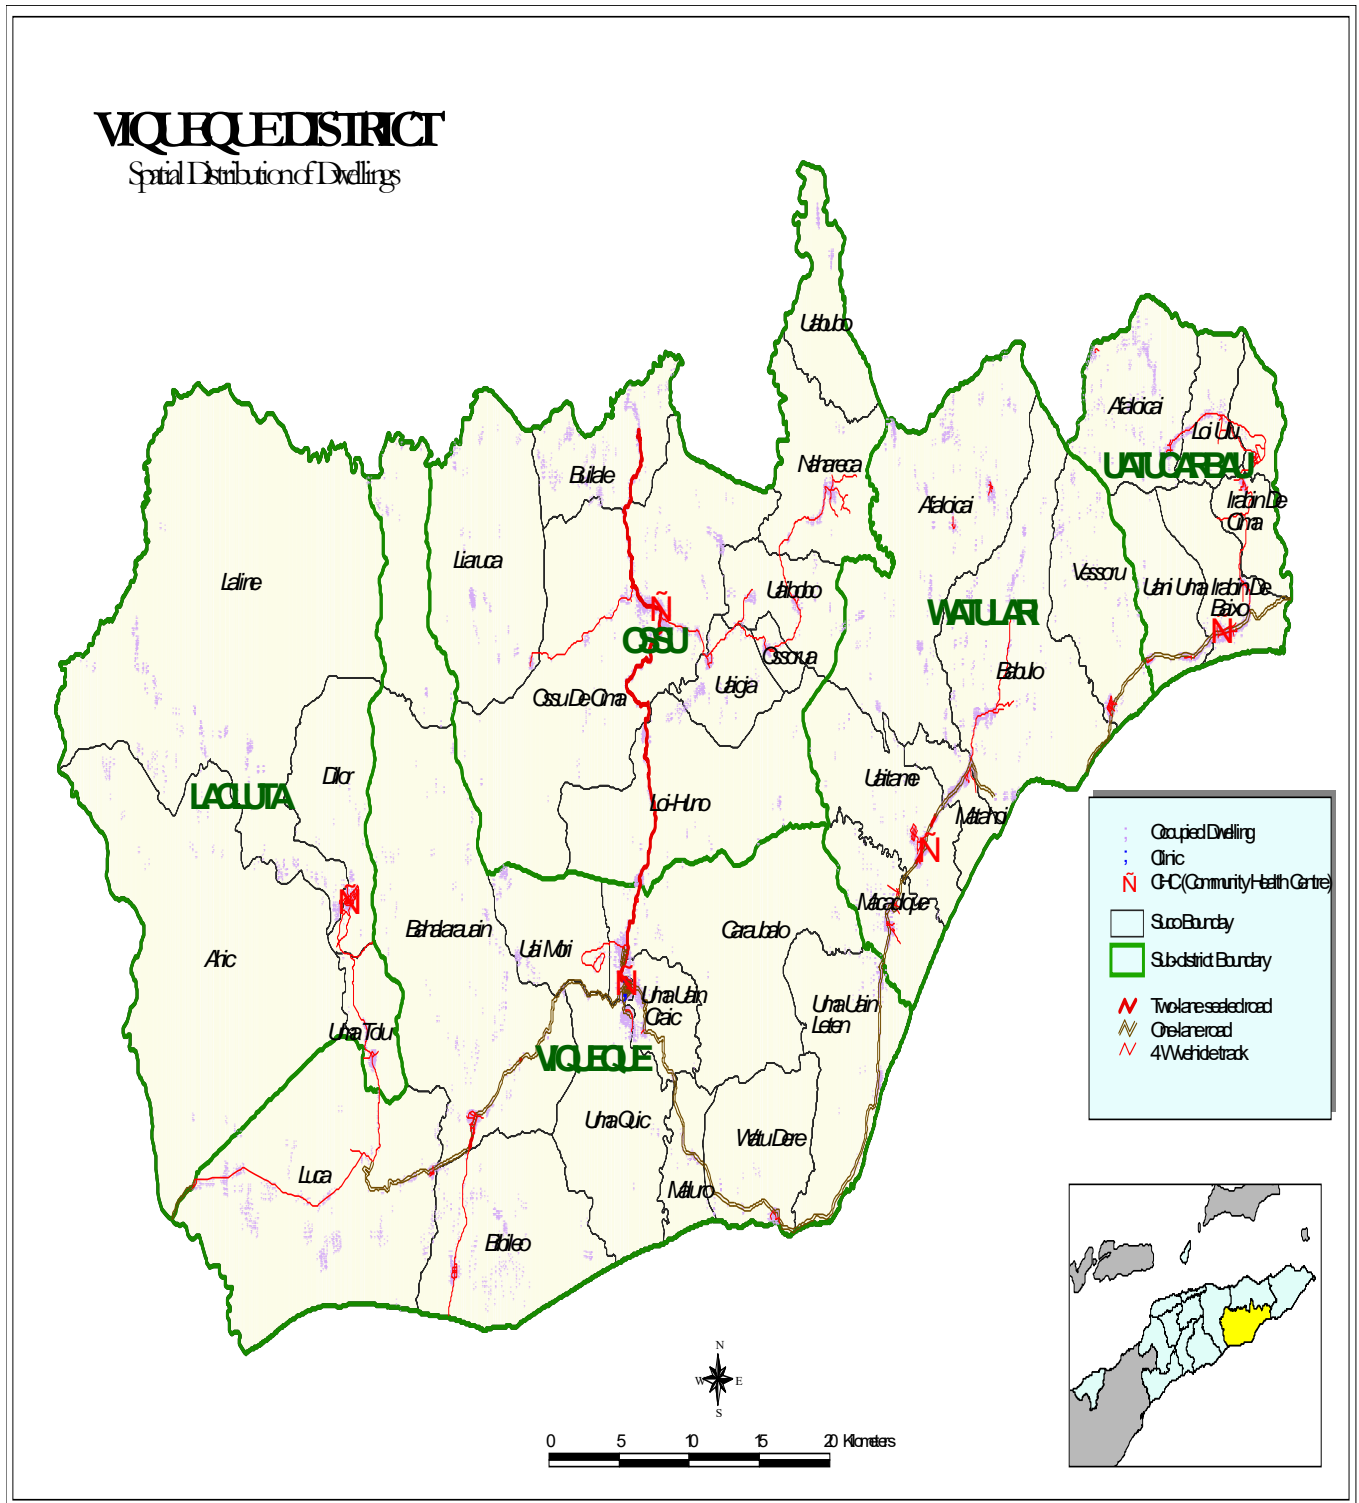 VIQUEQUE DISTRICT
Spatial Distribution of Dwellings
Uabubo
Afaloicai
Loi Ulu
UATUCARBAU
Irabin De
Cima
Nahareca
Builale
Afaloicai
Liaruca
Laline
Uaibobo
Vessoru
Uani Uma
Irabin De
Baixo
Ñ
Ñ
WATULARI
OSSU
Ossorua
Babulo
Uaigia
Ossu De Cima
Dilor
Uaitame
LACLUTA
Loi-Huno
Matahoi
Ñ
Ñ
Macadique
Bahalarauain
Caraubalo
Uai Mori
Ahic
Ñ
Uma Uain
Craic
Uma Uain
Leten
Uma Tolu
VIQUEQUE
Uma Quic
Watu Dere
Luca
Maluro
Bibileo
Occupied Dwelling
Clinic
Ñ CHC (Community Health Centre)
Suco Boundary
Sub-district Boundary
Two-lane sealed road
One-lane road
4W vehicle track
N
W E
S
0 5 10 15 20 Kilometers